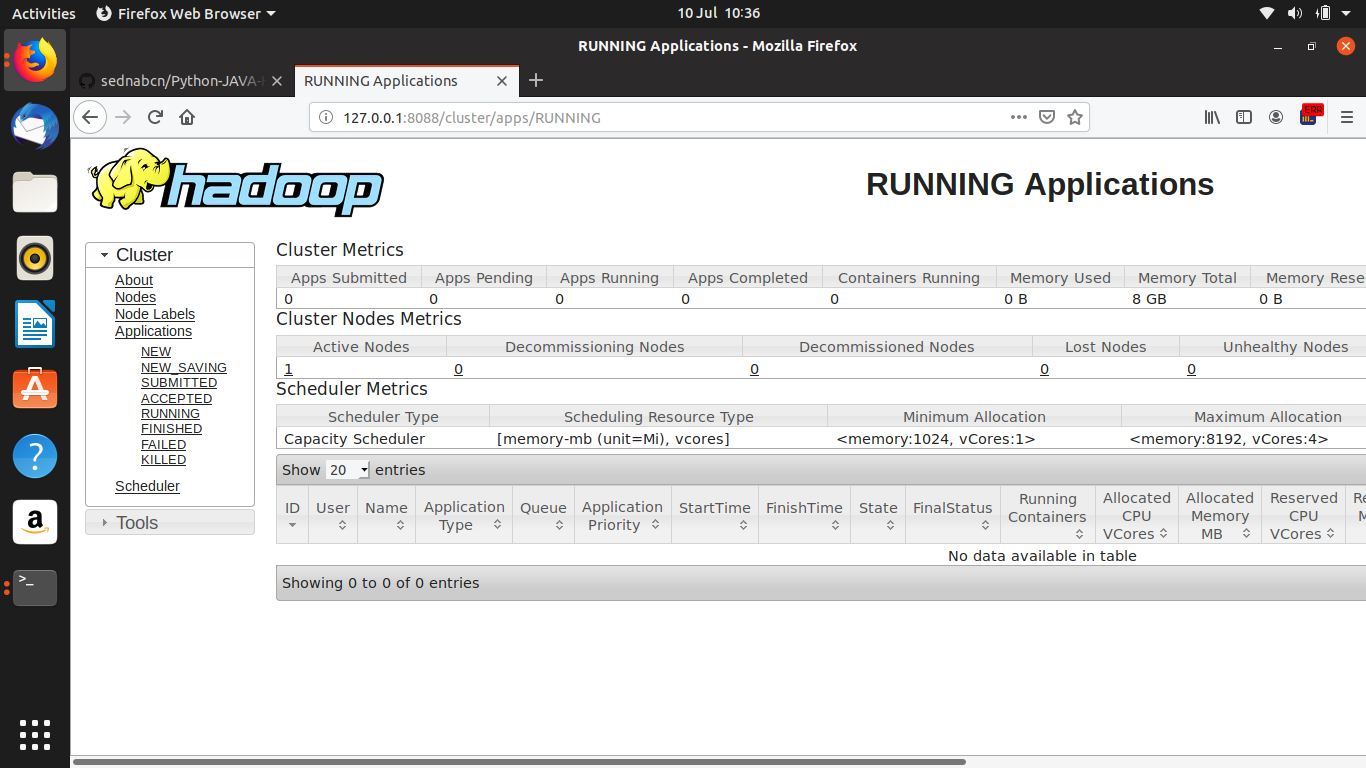 Activities Firefox Web Browser 10 Jul 10:36
RUNNING Applications - Mozilla Firefox
sednabcn/Python-JAVA- RUNNING Applications
127.0.0.1:8088/cluster/apps/RUNNING ERR
hadoop
RUNNING Applications
Cluster
About
Nodes
Node Labels
Applications
NEW
NEW_SAVING
SUBMITTED
ACCEPTED
RUNNING
FINISHED
FAILED
KILLED
Scheduler
Tools
Cluster Metrics
Apps Submitted Apps Pending Apps Running Apps Completed Containers Running Memory Used Memory Total Memory Rese
0 0 0 0 0 0 B 8 GB 0 B
Cluster Nodes Metrics
Active Nodes Decommissioning Nodes Decommissioned Nodes Lost Nodes Unhealthy Nodes
1 0 0 0 0
Scheduler Metrics
Scheduler Type Scheduling Resource Type Minimum Allocation Maximum Allocation
Capacity Scheduler [memory-mb (unit=Mi), vcores] <memory:1024, vCores:1> <memory:8192, vCores:4>
Show 20 entries
ID User Name Application Type Queue Application Priority StartTime FinishTime State FinalStatus Running Containers Allocated CPU VCores Allocated Memory MB Reserved CPU VCores Re
No data available in table
Showing 0 to 0 of 0 entries